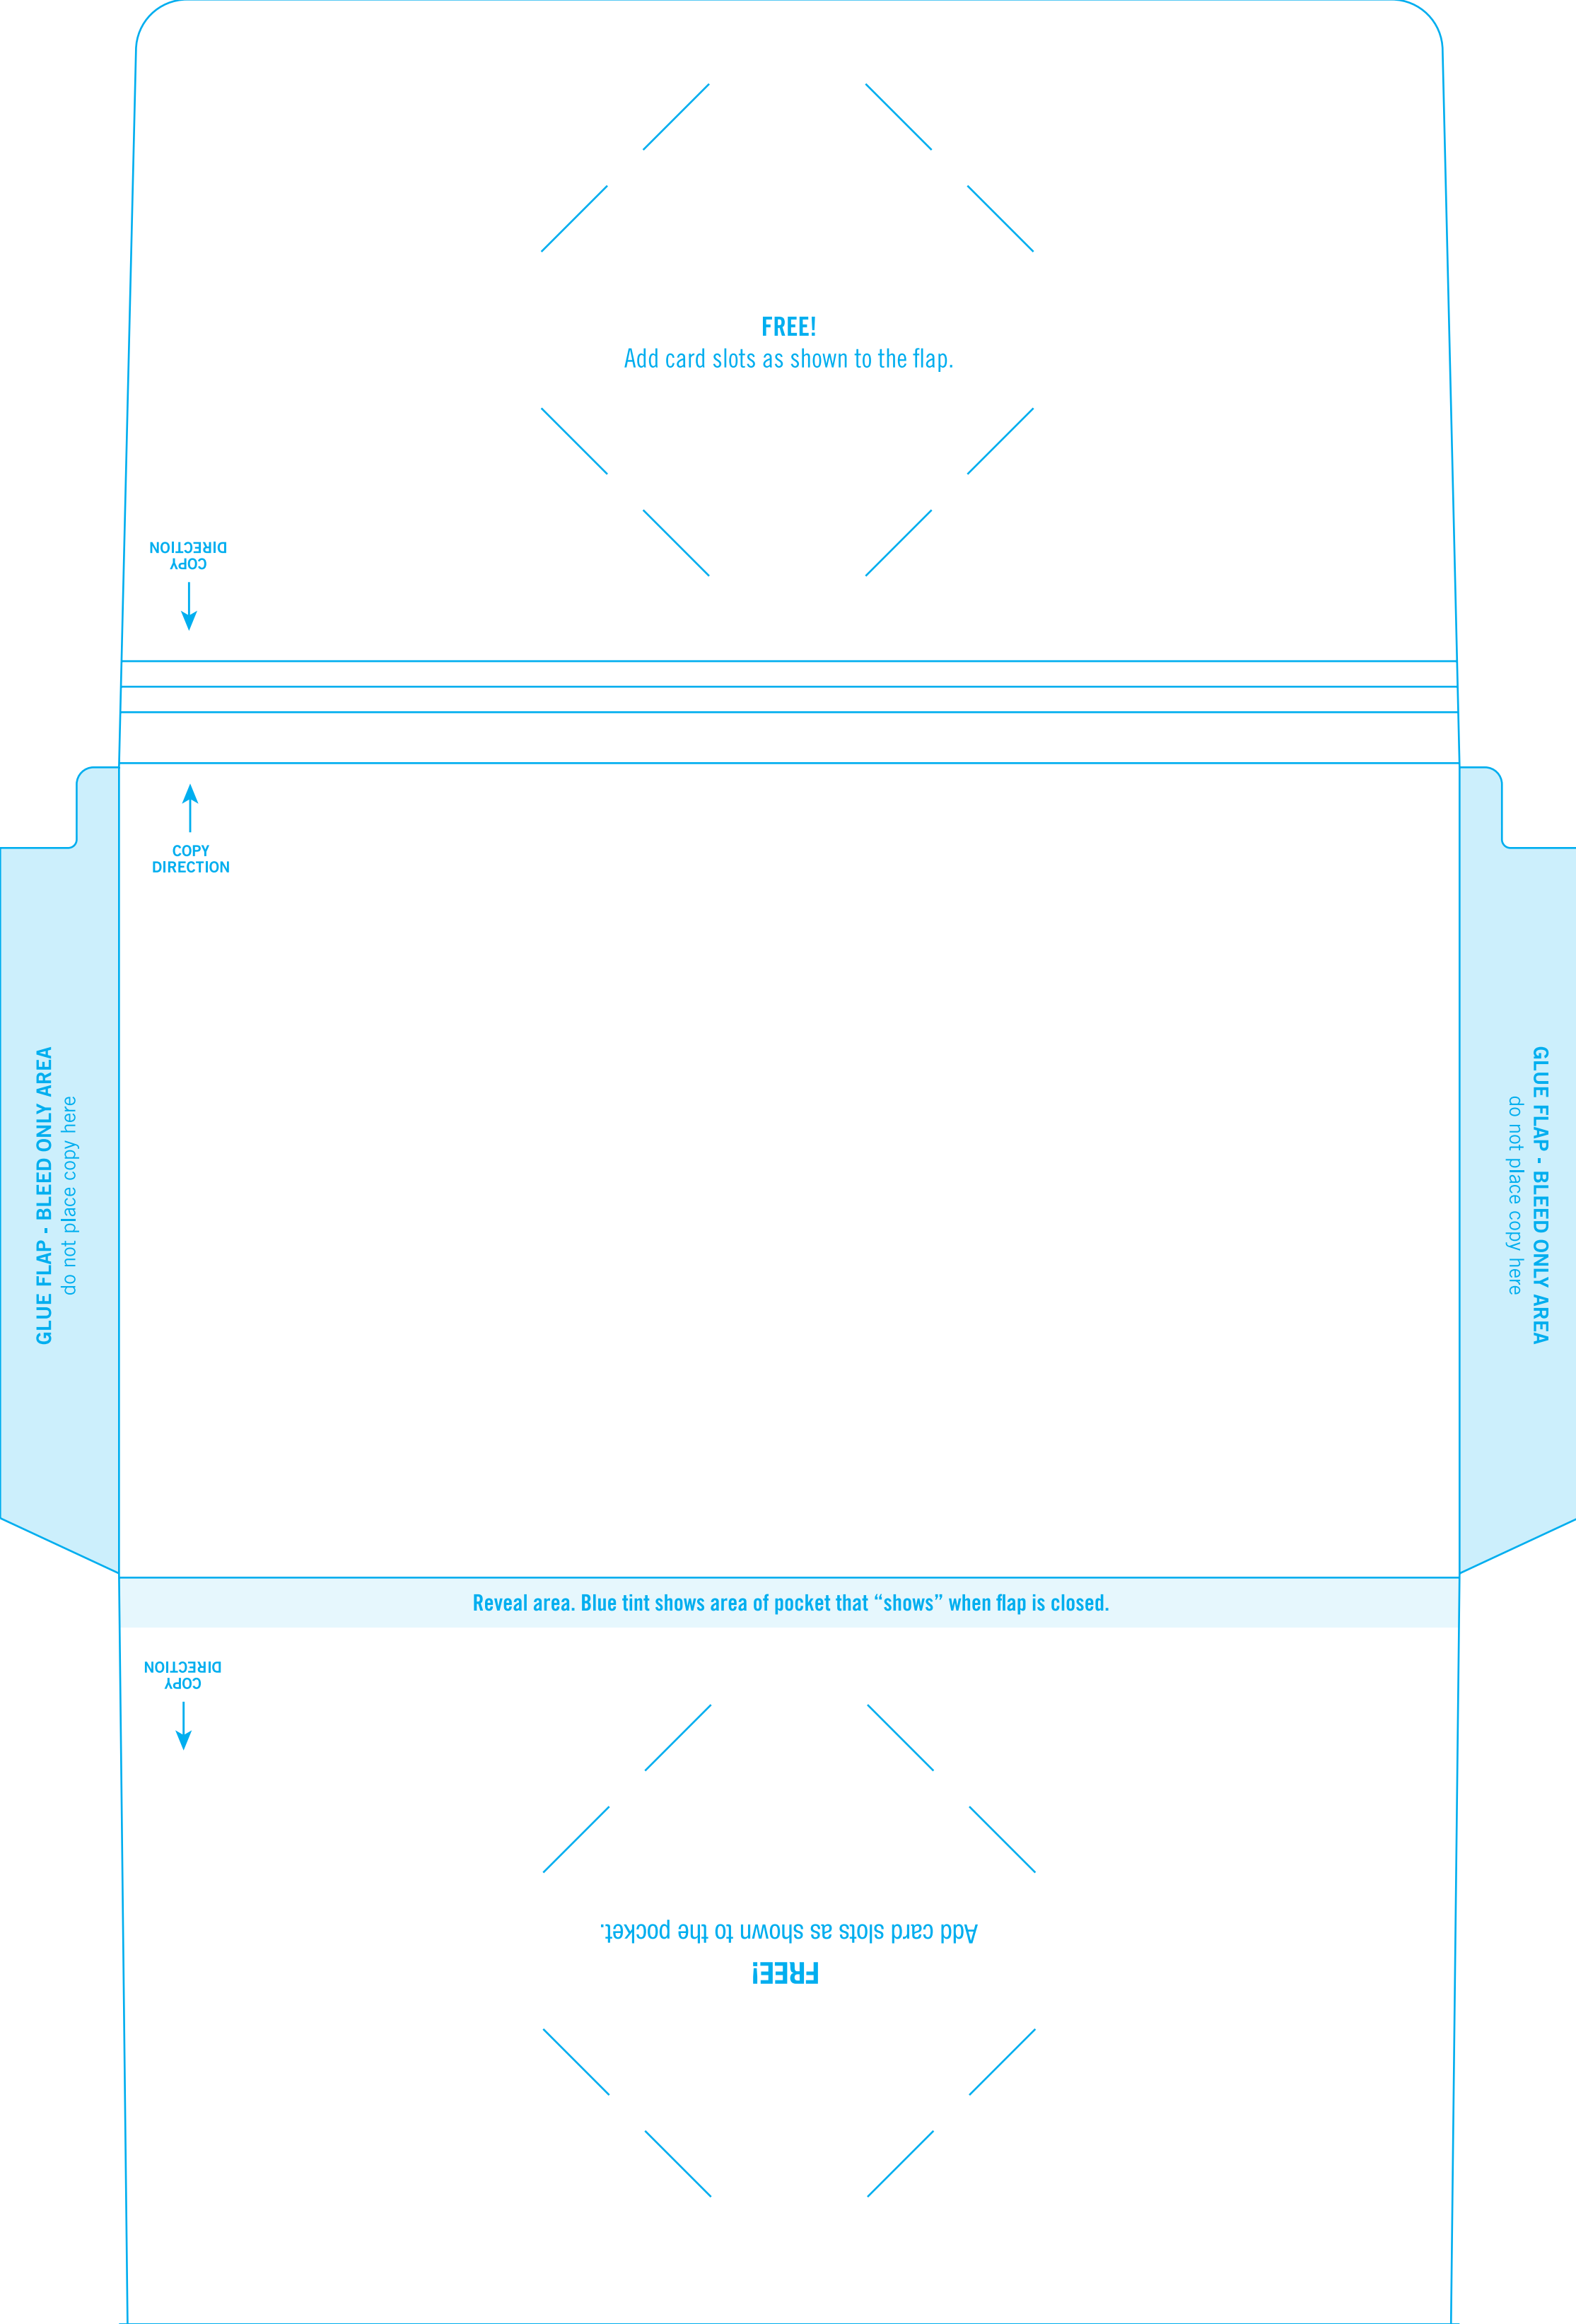 FREE!
Add card slots as shown to the flap.
COPY
DIRECTION
COPY
DIRECTION
GLUE FLAP - BLEED ONLY AREA
do not place copy here
GLUE FLAP - BLEED ONLY AREA
do not place copy here
Reveal area. Blue tint shows area of pocket that “shows” when flap is closed.
COPY
DIRECTION
FREE!
Add card slots as shown to the pocket.